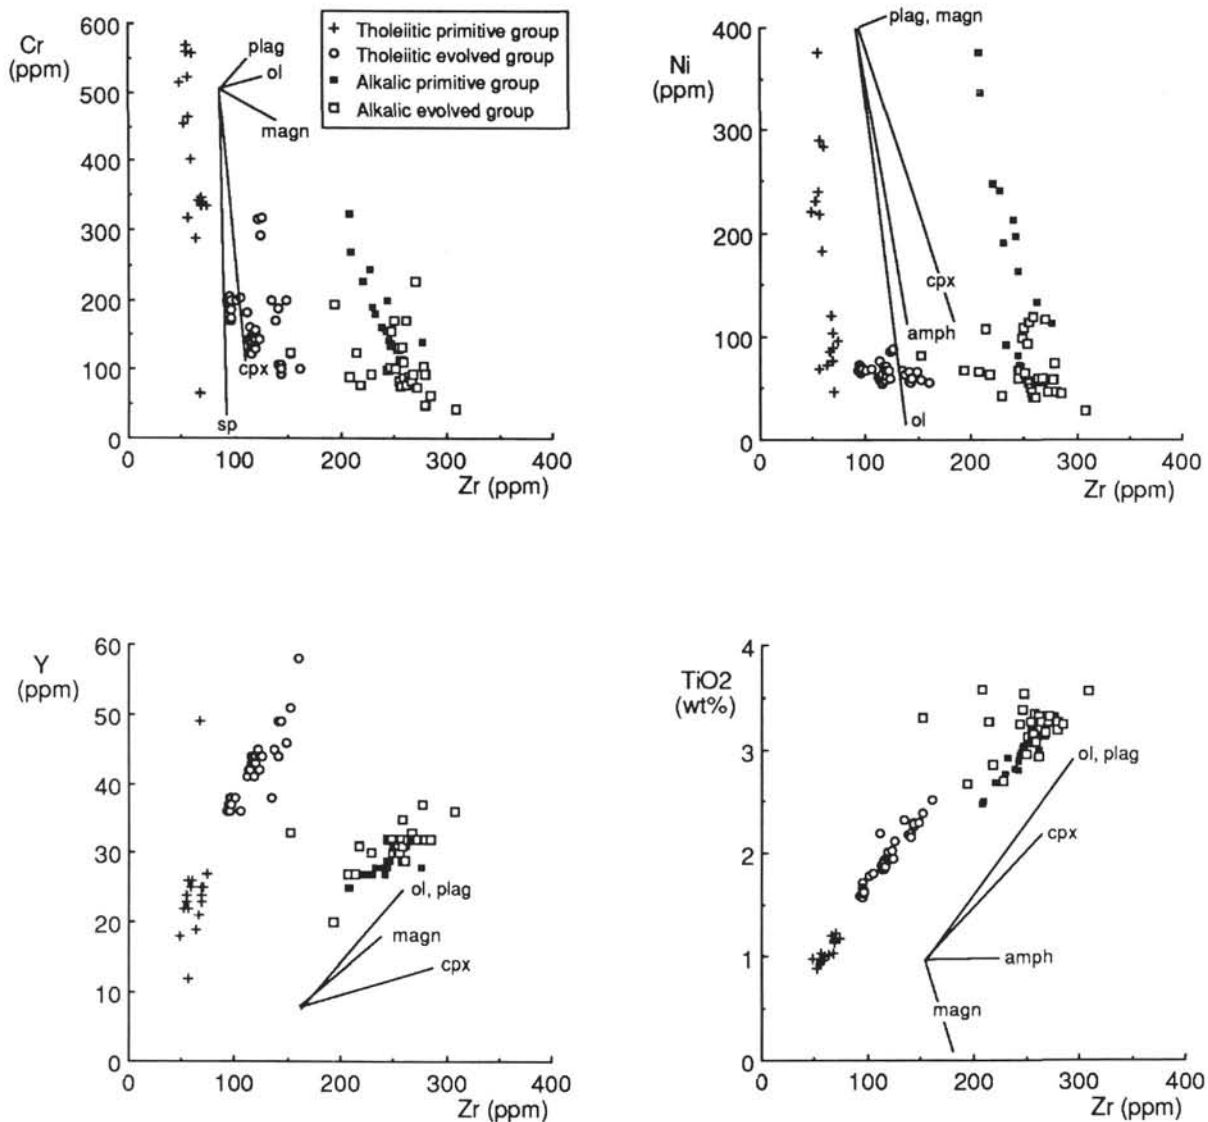 Cr
(ppm)
600
500
400
300
200
100
0
0
100
200
300
400
Zr (ppm)
plag
ol
magn
cpx
sp
Tholeiitic primitive group
Tholeiitic evolved group
Alkalic primitive group
Alkalic evolved group
Ni
(ppm)
400
300
200
100
0
0
100
200
300
400
Zr (ppm)
plag, magn
cpx
amph
ol
Y
(ppm)
60
50
40
30
20
10
0
0
100
200
300
400
Zr (ppm)
ol, plag
magn
cpx
TiO2
(wt%)
4
3
2
1
0
0
100
200
300
400
Zr (ppm)
ol, plag
cpx
amph
magn